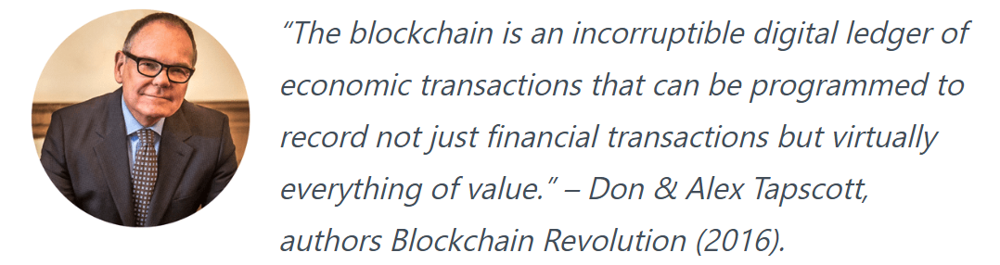 “The blockchain is an incorruptible digital ledger of
economic transactions that can be programmed to
record not just financial transactions but virtually
everything of value.” – Don & Alex Tapscott,
authors Blockchain Revolution (2016).